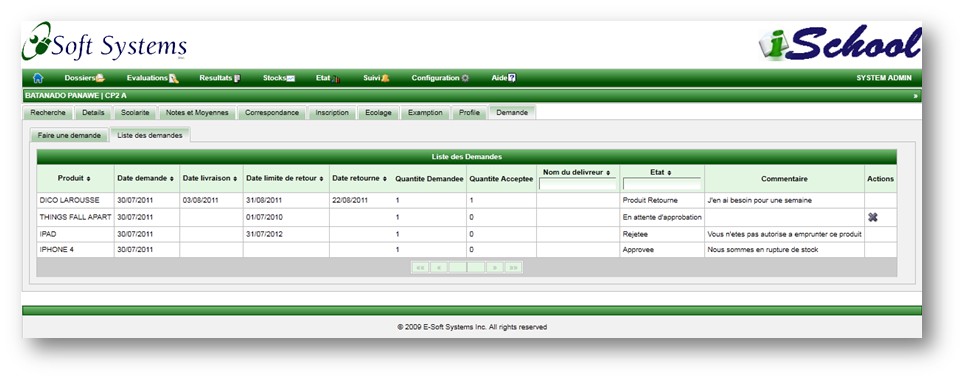 Soft Systems
iSchool
Dossiers Evaluations Resultats Stocks Etat Suivi Configuration Aide SYSTEM ADMIN
BATANADO PANAWE | CP2 A »
Recherche Details Scolarite Notes et Moyennes Correspondance Inscription Ecolage Examption Profile Demande
Faire une demande Liste des demandes
Liste des Demandes
Produit Date demande Date livraison Date limite de retour Date retourne Quantite Demandee Quantite Acceptee Nom du delivreur Etat Commentaire Actions
DICO LAROUSSE 30/07/2011 03/08/2011 31/08/2011 22/08/2011 1 1 Produit Retourne J'en ai besoin pour une semaine
THINGS FALL APART 30/07/2011 01/07/2010 1 0 En attente d'approbation
IPAD 30/07/2011 31/07/2012 1 0 Rejetee Vous n'etes pas autorise a emprunter ce produit
IPHONE 4 30/07/2011 1 0 Approvee Nous sommes en rupture de stock
«« « » »»
© 2009 E-Soft Systems Inc. All rights reserved